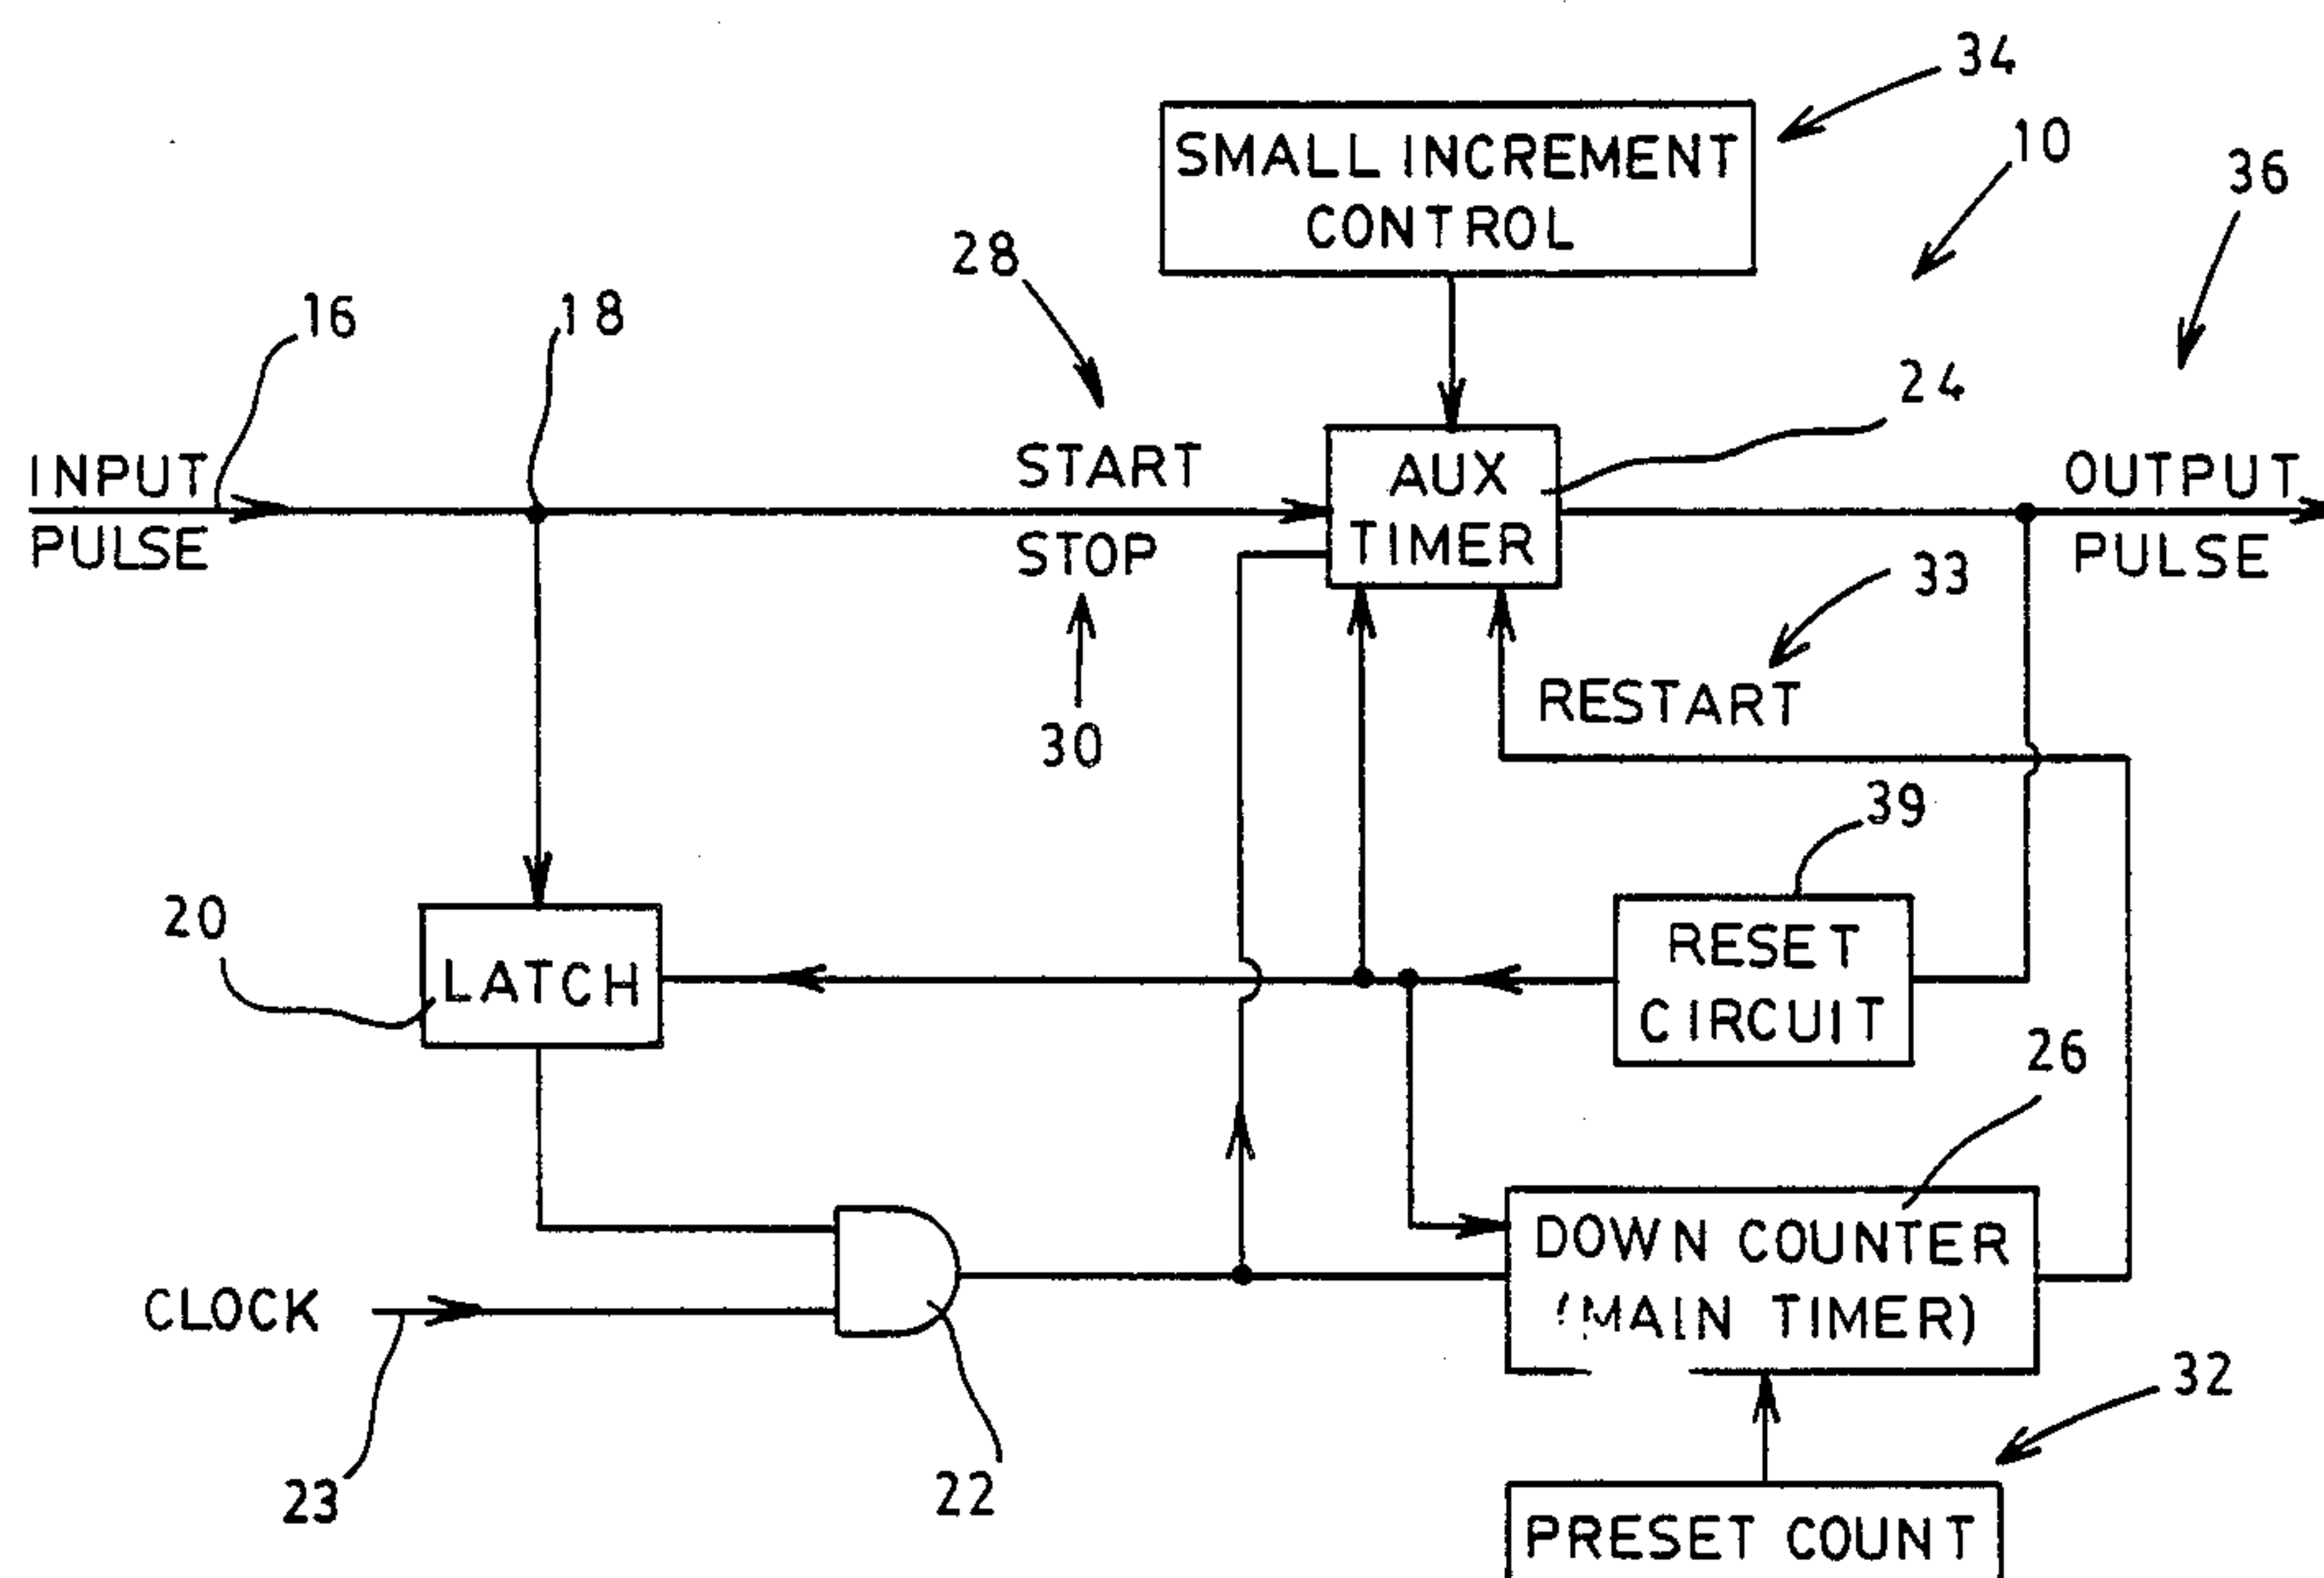 34
SMALL INCREMENT
CONTROL
10
36
28
16
18
24
INPUT
PULSE
START
STOP
AUX
TIMER
OUTPUT
PULSE
33
30
RESTART
39
20
LATCH
RESET
CIRCUIT
26
DOWN COUNTER
(MAIN TIMER)
CLOCK
32
23
22
PRESET COUNT